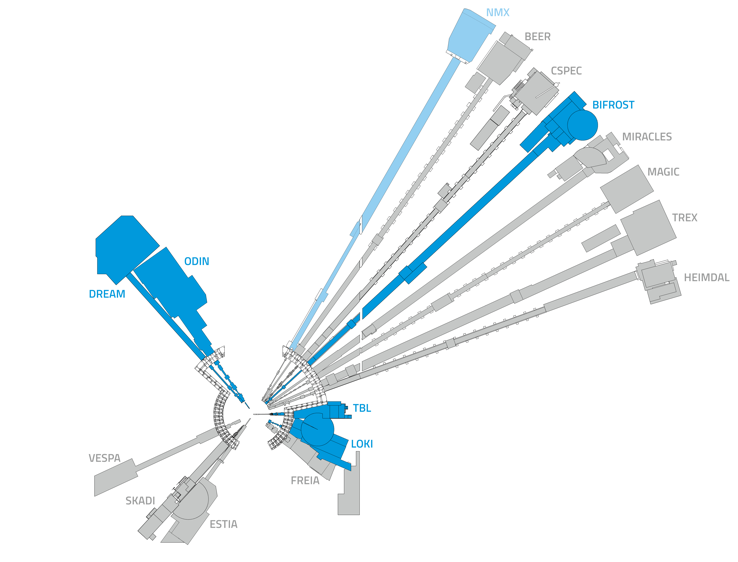 NMX
BEER
CSPEC
BIFROST
MIRACLES
MAGIC
TREX
HEIMDAL
ODIN
DREAM
TBL
LOKI
FREIA
VESPA
SKADI
ESTIA